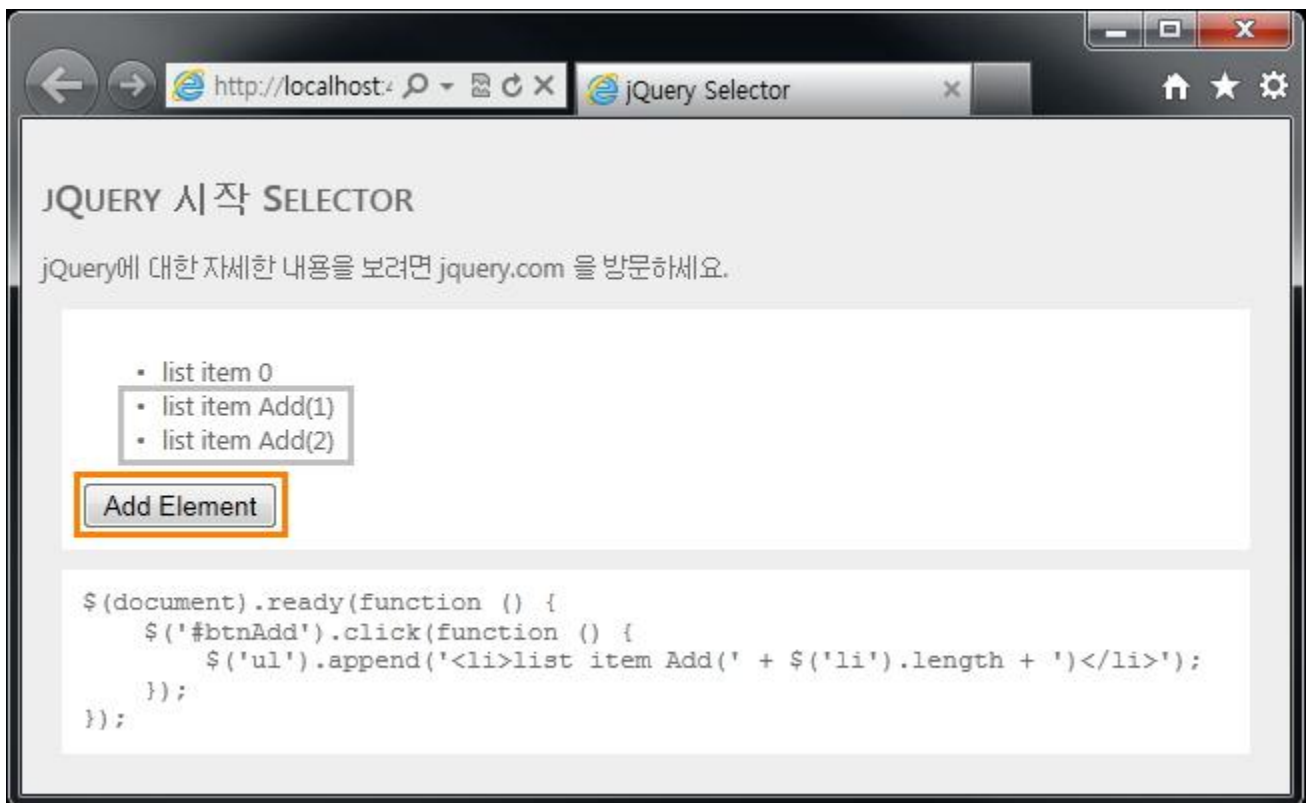 http://localhost:4
jQuery Selector
JQUERY 시작 SELECTOR
jQuery에 대한 자세한 내용을 보려면 jquery.com 을 방문하세요.
• list item 0
• list item Add(1)
• list item Add(2)
Add Element
$(document).ready(function () {
    $('#btnAdd').click(function () {
        $('ul').append('<li>list item Add(' + $('li').length + ')</li>');
    });
});